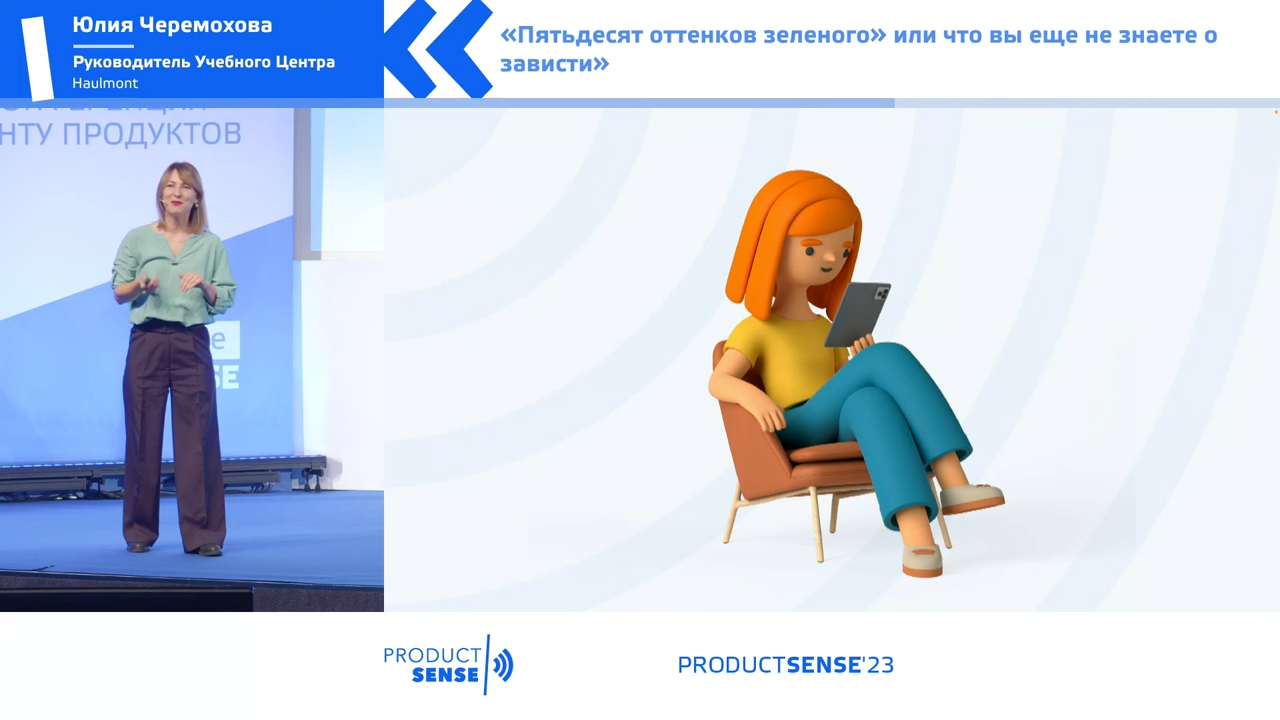 Юлия Черемохова
Руководитель Учебного Центра
Haulmont
«Пятьдесят оттенков зеленого» или что вы еще не знаете о
зависти»
НТУ ПРОДУКТОВ
e
SE
PRODUCT
SENSE
PRODUCTSENSE'23